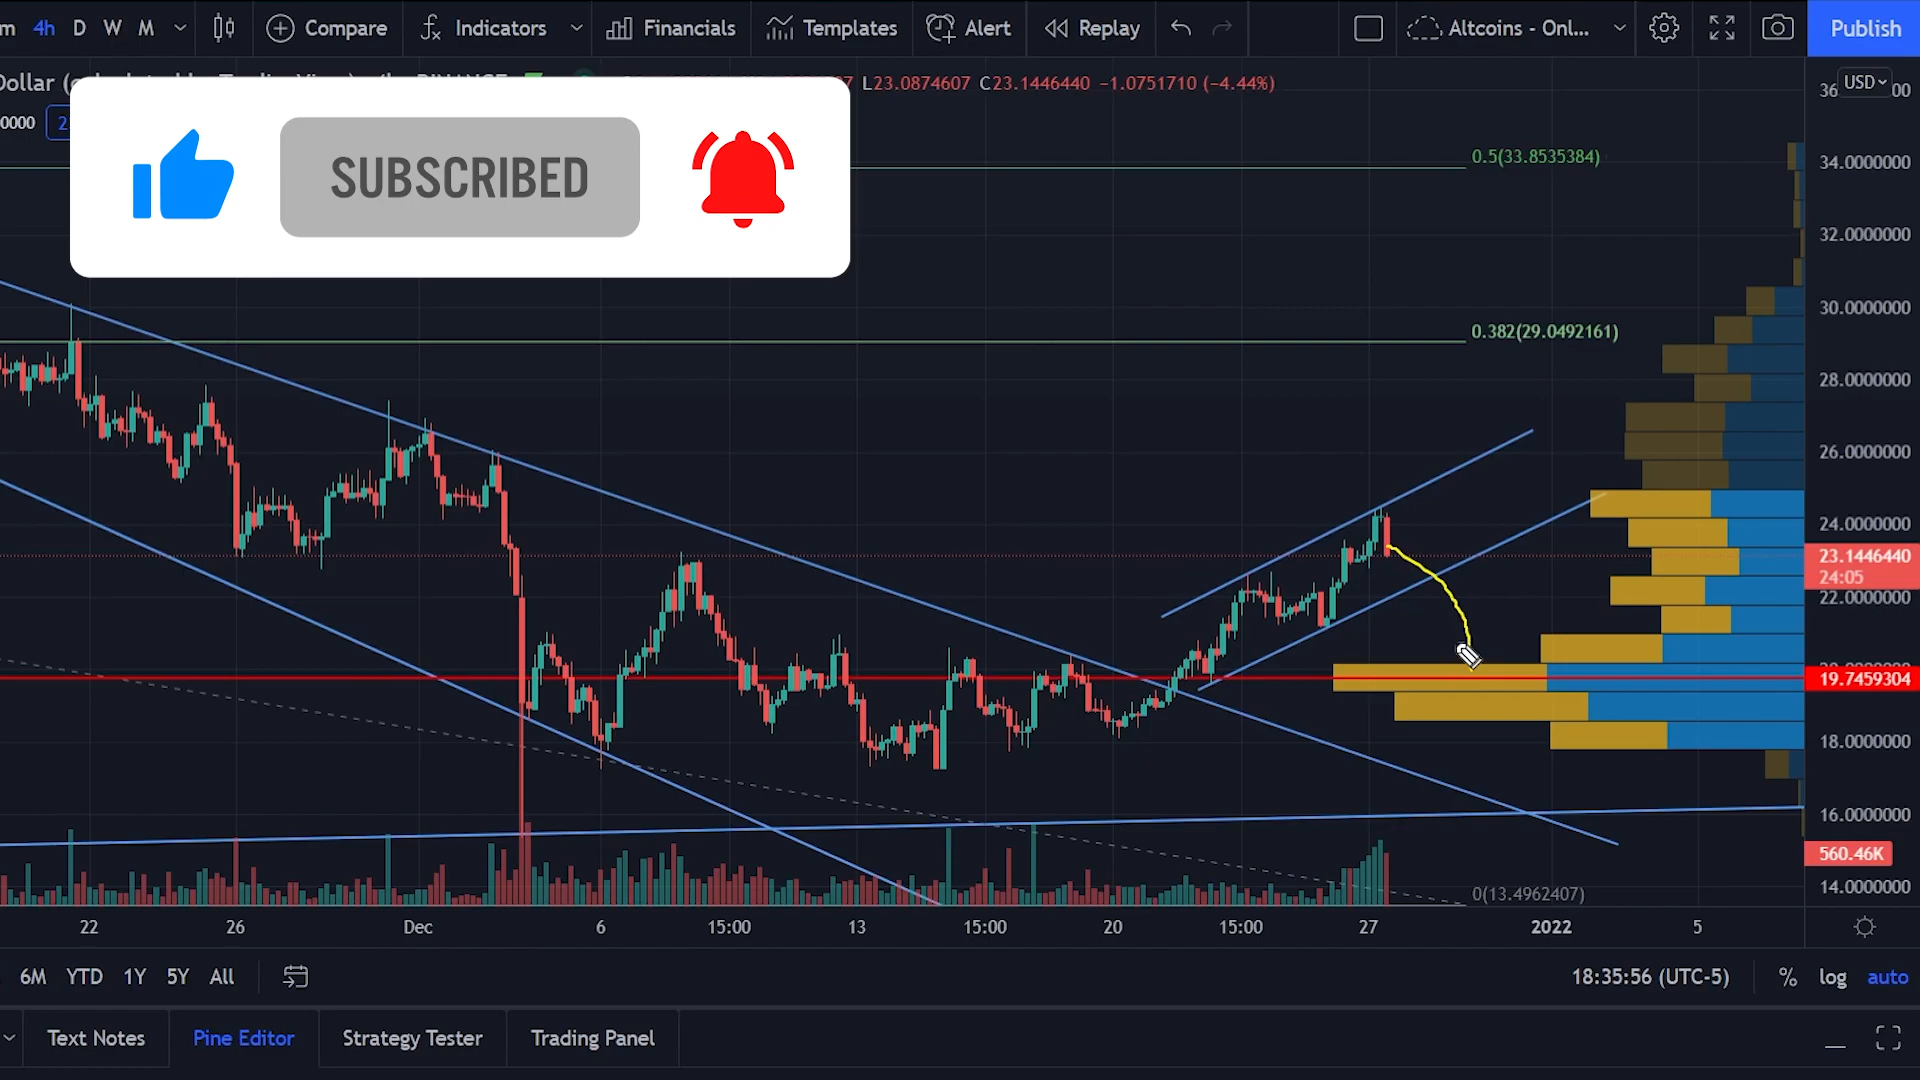 m 4h D W M Compare Indicators Financials Templates Alert Replay Altcoins - Onl... Publish
Dollar ( L23.0874607 C23.1446440 −1.0751710 (−4.44%)
USD
0000 2
SUBSCRIBED
0.5(33.8535384)
34.0000000
32.0000000
30.0000000
0.382(29.0492161)
28.0000000
26.0000000
24.0000000
23.1446440
24:05
22.0000000
19.7459304
18.0000000
16.0000000
560.46K
14.0000000
0(13.4962407)
22 26 Dec 6 15:00 13 15:00 20 15:00 27 2022 5
6M YTD 1Y 5Y All 18:35:56 (UTC-5) % log auto
Text Notes Pine Editor Strategy Tester Trading Panel